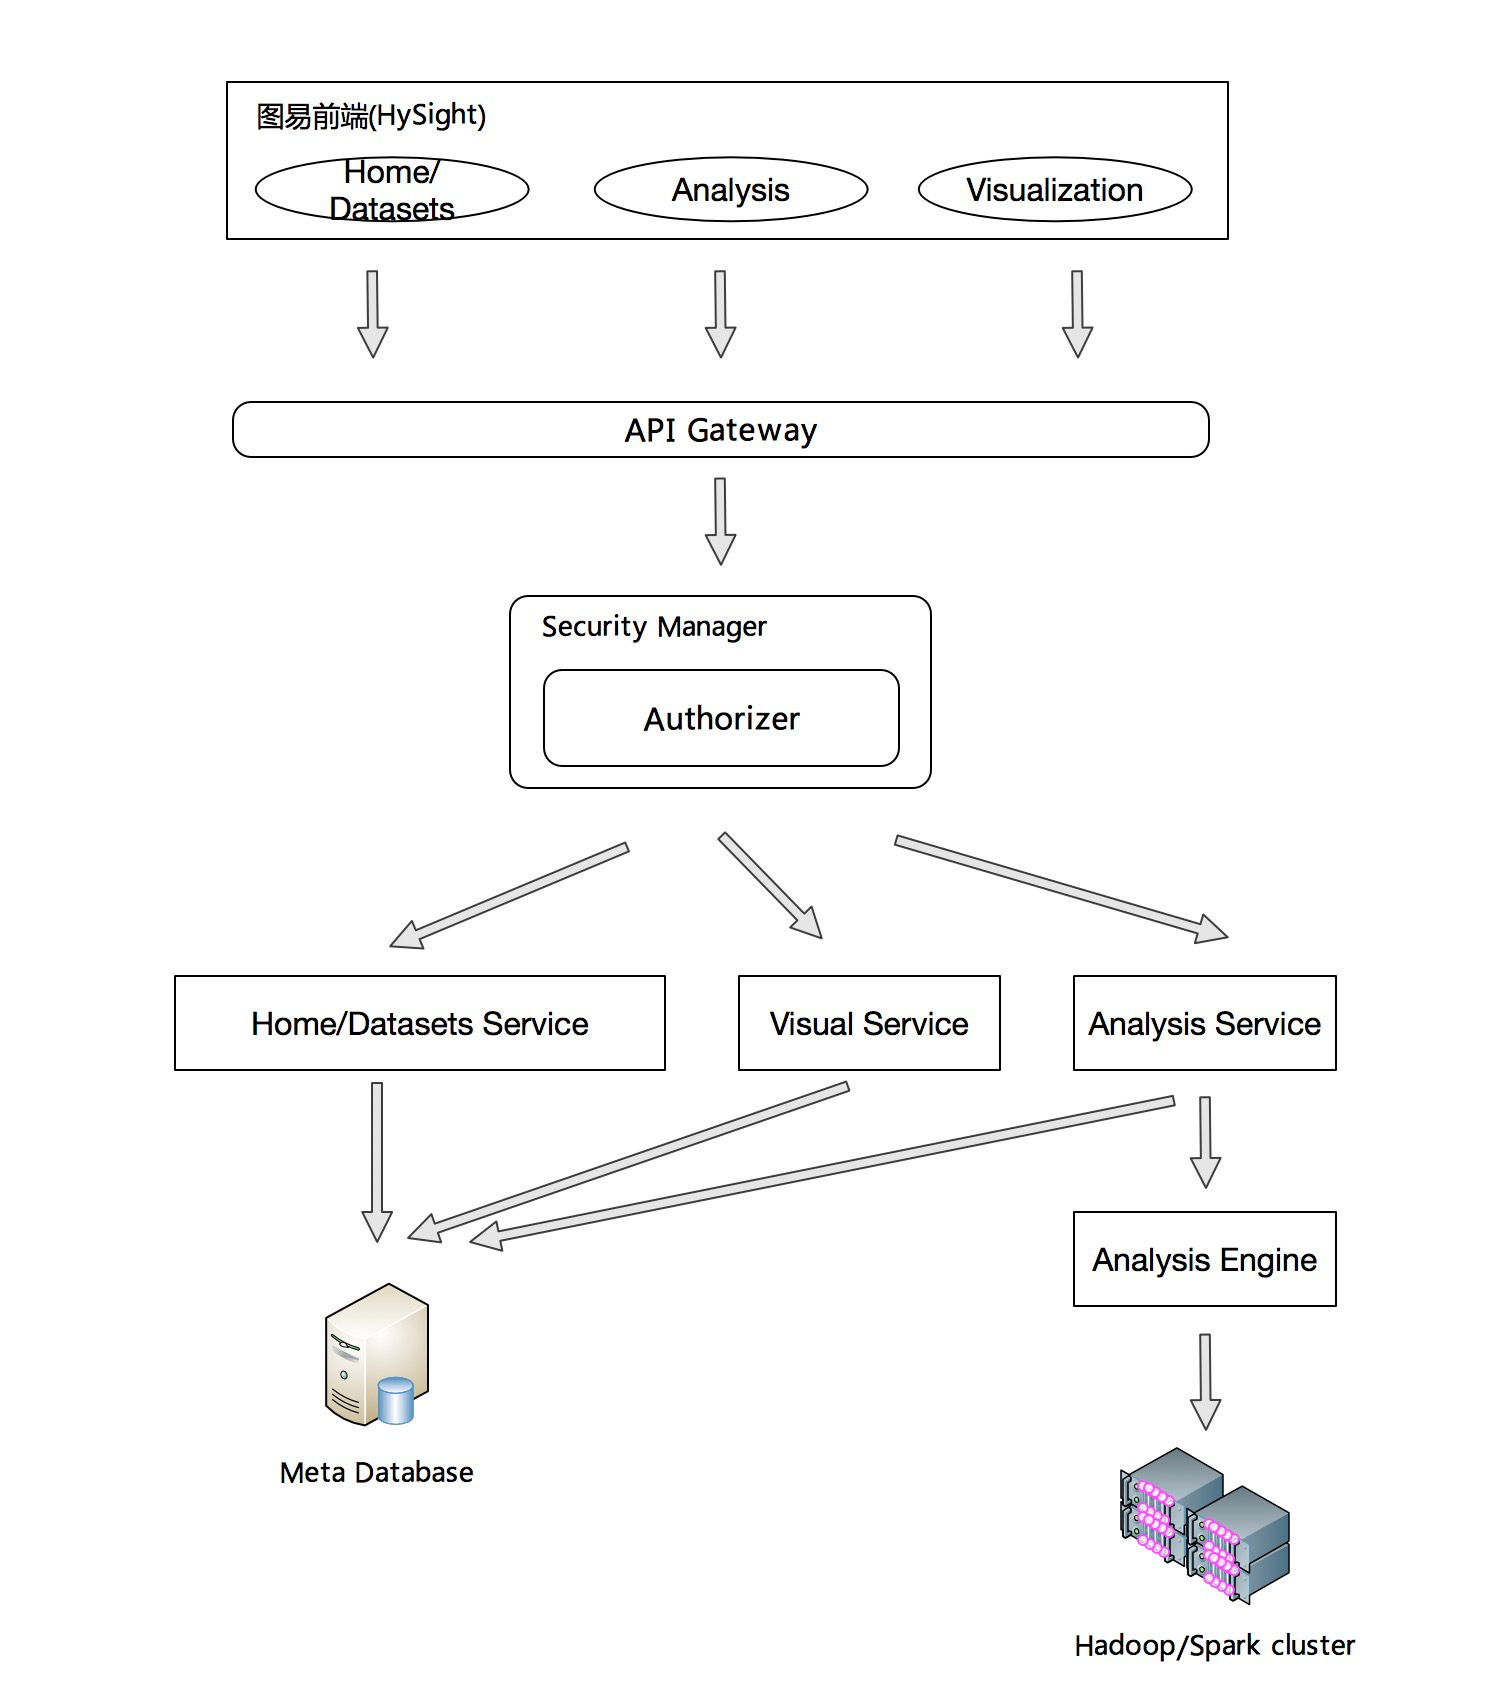 图易前端(HySight)
Home/
Datasets
Analysis
Visualization
API Gateway
Security Manager
Authorizer
Home/Datasets Service
Visual Service
Analysis Service
Analysis Engine
Meta Database
Hadoop/Spark cluster